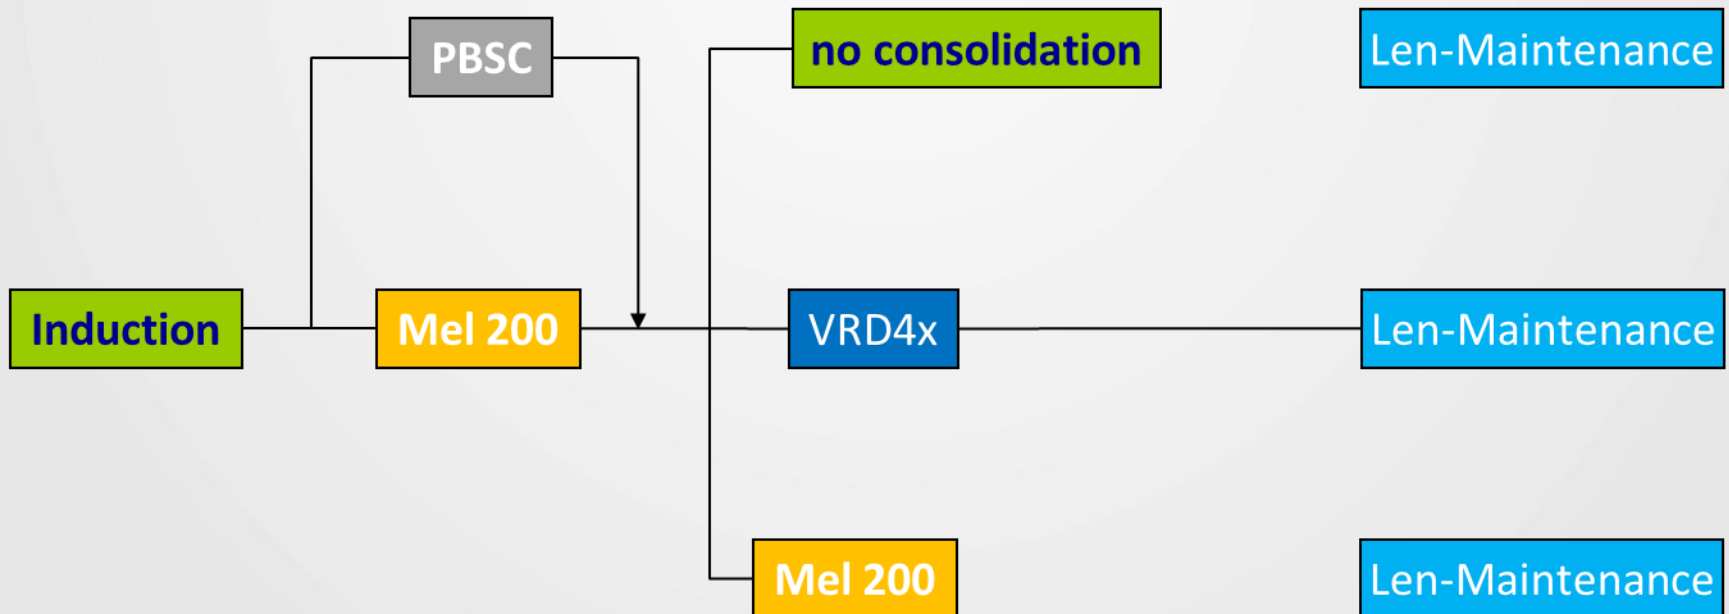 PBSC
no consolidation
Len-Maintenance
Induction
Mel 200
VRD4x
Len-Maintenance
Mel 200
Len-Maintenance